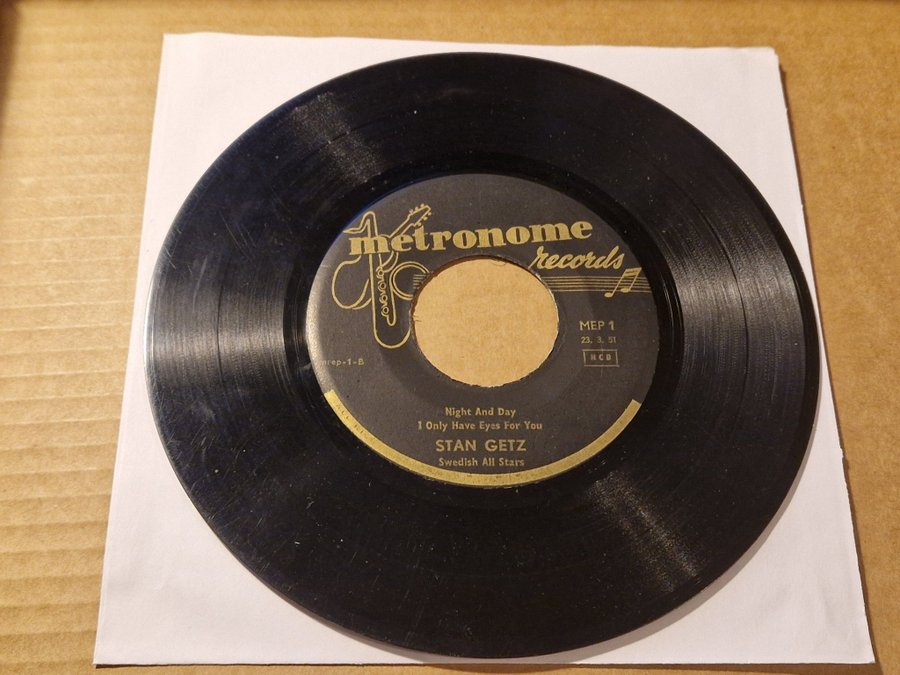 metronome
records
MEP 1
23. 3. 51
NCB
mep-1-B
Night And Day
I Only Have Eyes For You
STAN GETZ
Swedish All Stars